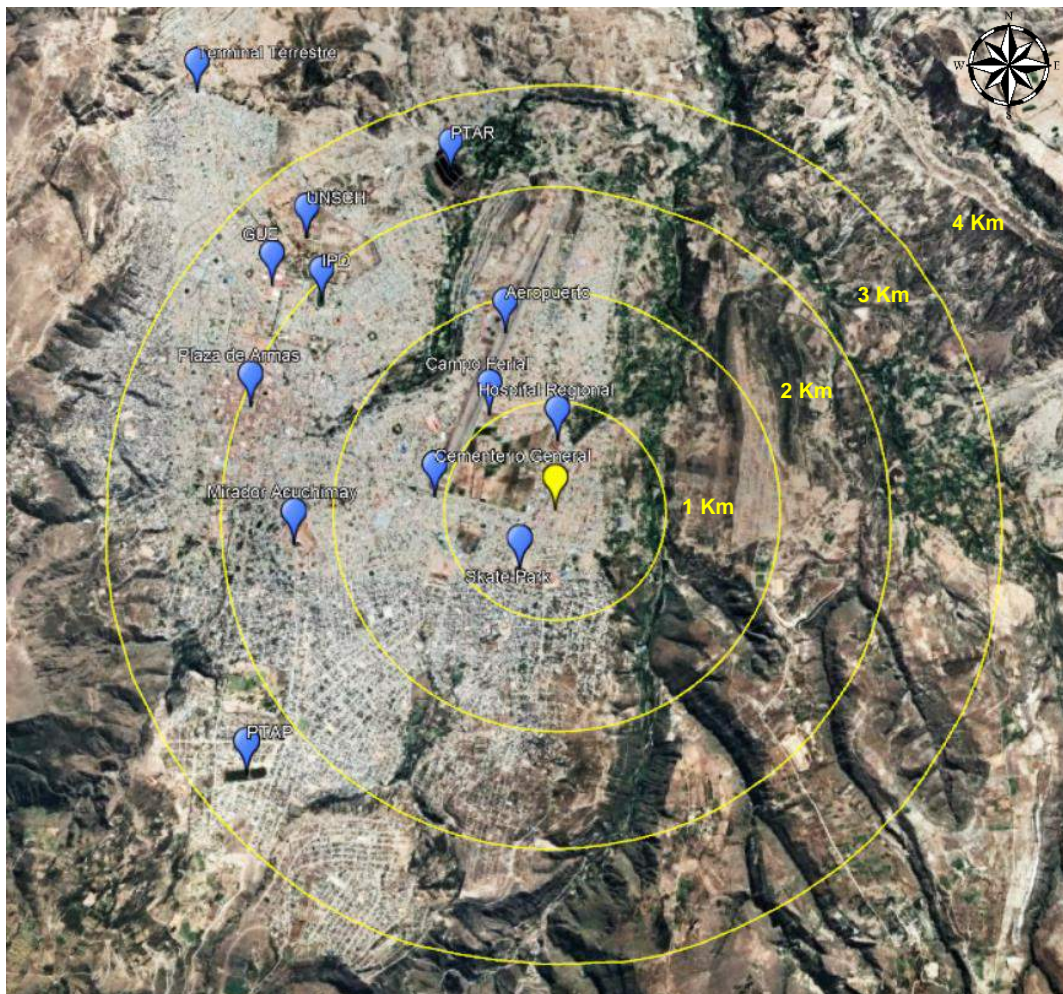 N
Terminal Terrestre
W
E
S
PTAR
UNSCH
4 Km
GUE
IPD
Aeropuerto
3 Km
Plaza de Armas
Campo Ferial
2 Km
Hospital Regional
Cementerio General
Mirador Acuchimay
1 Km
Skate Park
PTAP